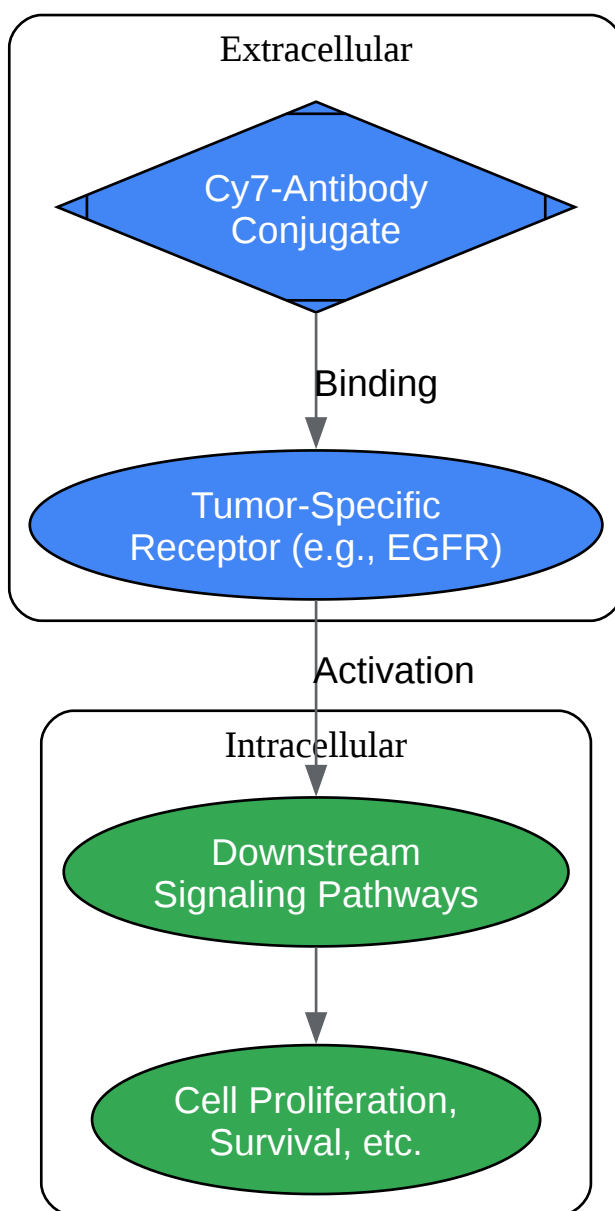 Extracellular
Cy7-Antibody
Conjugate
Binding
Tumor-Specific
Receptor (e.g., EGFR)
Activation
Intracellular
Downstream
Signaling Pathways
Cell Proliferation,
Survival, etc.